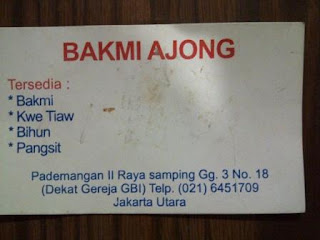 BAKMI AJONG
Tersedia :
* Bakmi
* Kwe Tiaw
* Bihun
* Pangsit
Pademangan II Raya samping Gg. 3 No. 18
(Dekat Gereja GBI) Telp. (021) 6451709
Jakarta Utara